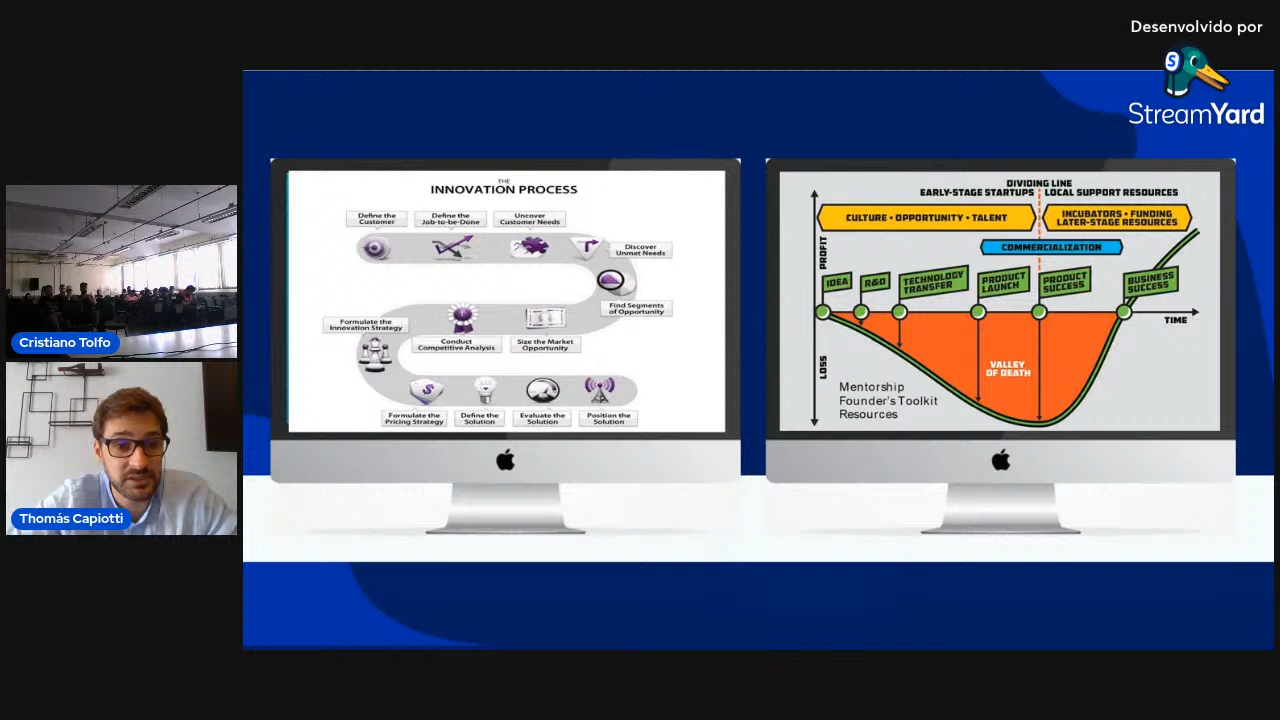 Desenvolvido por
StreamYard
Cristiano Tolfo
Thomás Capiotti
THE
INNOVATION PROCESS
Define the
Customer
Define the
Job-to-be-Done
Uncover
Customer Needs
Discover
Unmet Needs
Find Segments
of Opportunity
Formulate the
Innovation Strategy
Conduct
Competitive Analysis
Size the Market
Opportunity
Formulate the
Pricing Strategy
Define the
Solution
Evaluate the
Solution
Position the
Solution
DIVIDING LINE
EARLY-STAGE STARTUPS
LOCAL SUPPORT RESOURCES
CULTURE • OPPORTUNITY • TALENT
INCUBATORS • FUNDING
LATER-STAGE RESOURCES
COMMERCIALIZATION
PROFIT
IDEA
R&D
TECHNOLOGY
TRANSFER
PRODUCT
LAUNCH
PRODUCT
SUCCESS
BUSINESS
SUCCESS
TIME
LOSS
VALLEY
OF DEATH
Mentorship
Founder's Toolkit
Resources